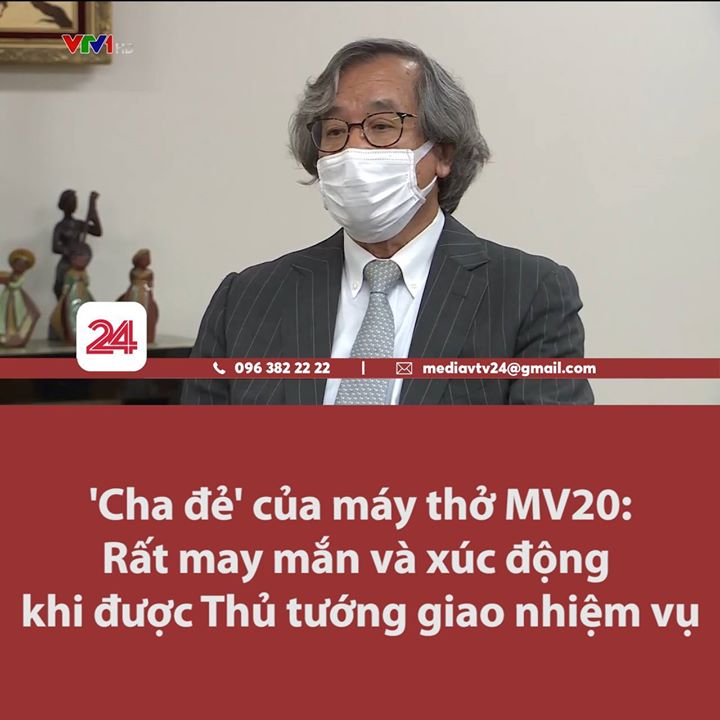 VTV1 HD
24
096 382 22 22 | mediavtv24@gmail.com
'Cha đẻ' của máy thở MV20:
Rất may mắn và xúc động
khi được Thủ tướng giao nhiệm vụ